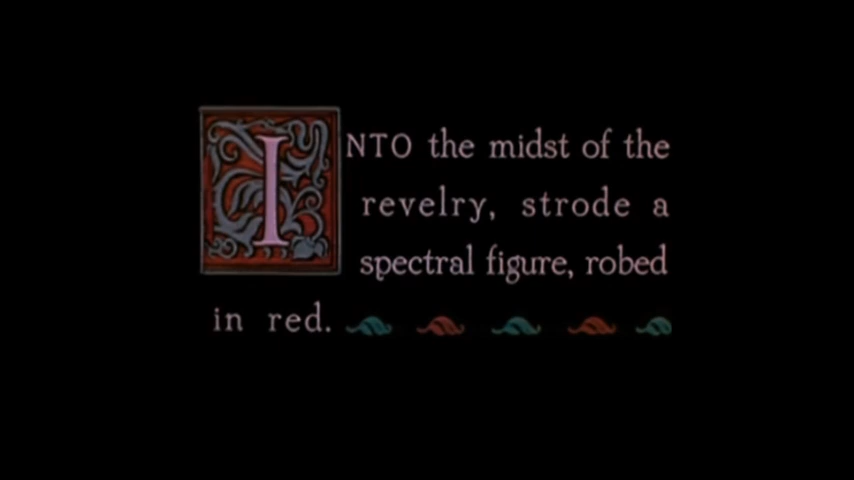 INTO the midst of the
revelry, strode a
spectral figure, robed
in red.